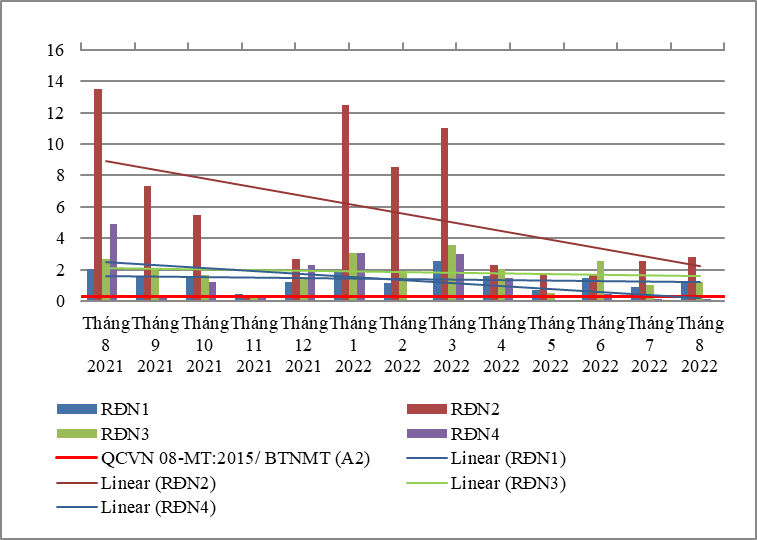 16
14
12
10
8
6
4
2
0
Tháng Tháng Tháng Tháng Tháng Tháng Tháng Tháng Tháng Tháng Tháng Tháng Tháng
8 9 10 11 12 1 2 3 4 5 6 7 8
2021 2021 2021 2021 2021 2022 2022 2022 2022 2022 2022 2022 2022
RĐN1 RĐN2
RĐN3 RĐN4
QCVN 08-MT:2015/ BTNMT (A2) Linear (RĐN1)
Linear (RĐN2) Linear (RĐN3)
Linear (RĐN4)